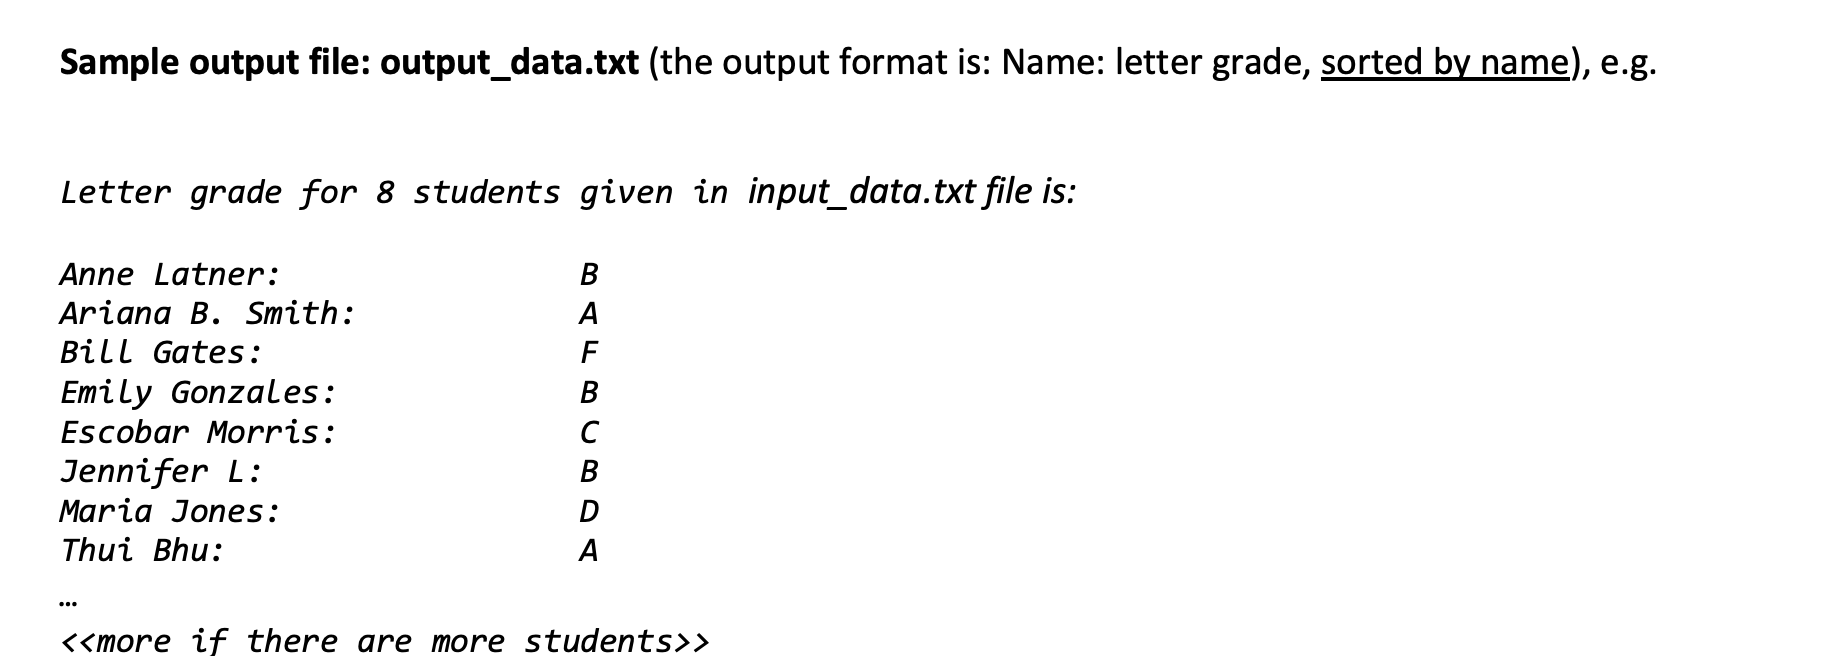 Sample output file: output_data.txt (the output format is: Name: letter grade, sorted by name), e.g.
Letter grade for 8 students given in input_data.txt file is:
Anne Latner: B
Ariana B. Smith: A
Bill Gates: F
Emily Gonzales: B
Escobar Morris: C
Jennifer L: B
Maria Jones: D
Thui Bhu: A
…
<<more if there are more students>>